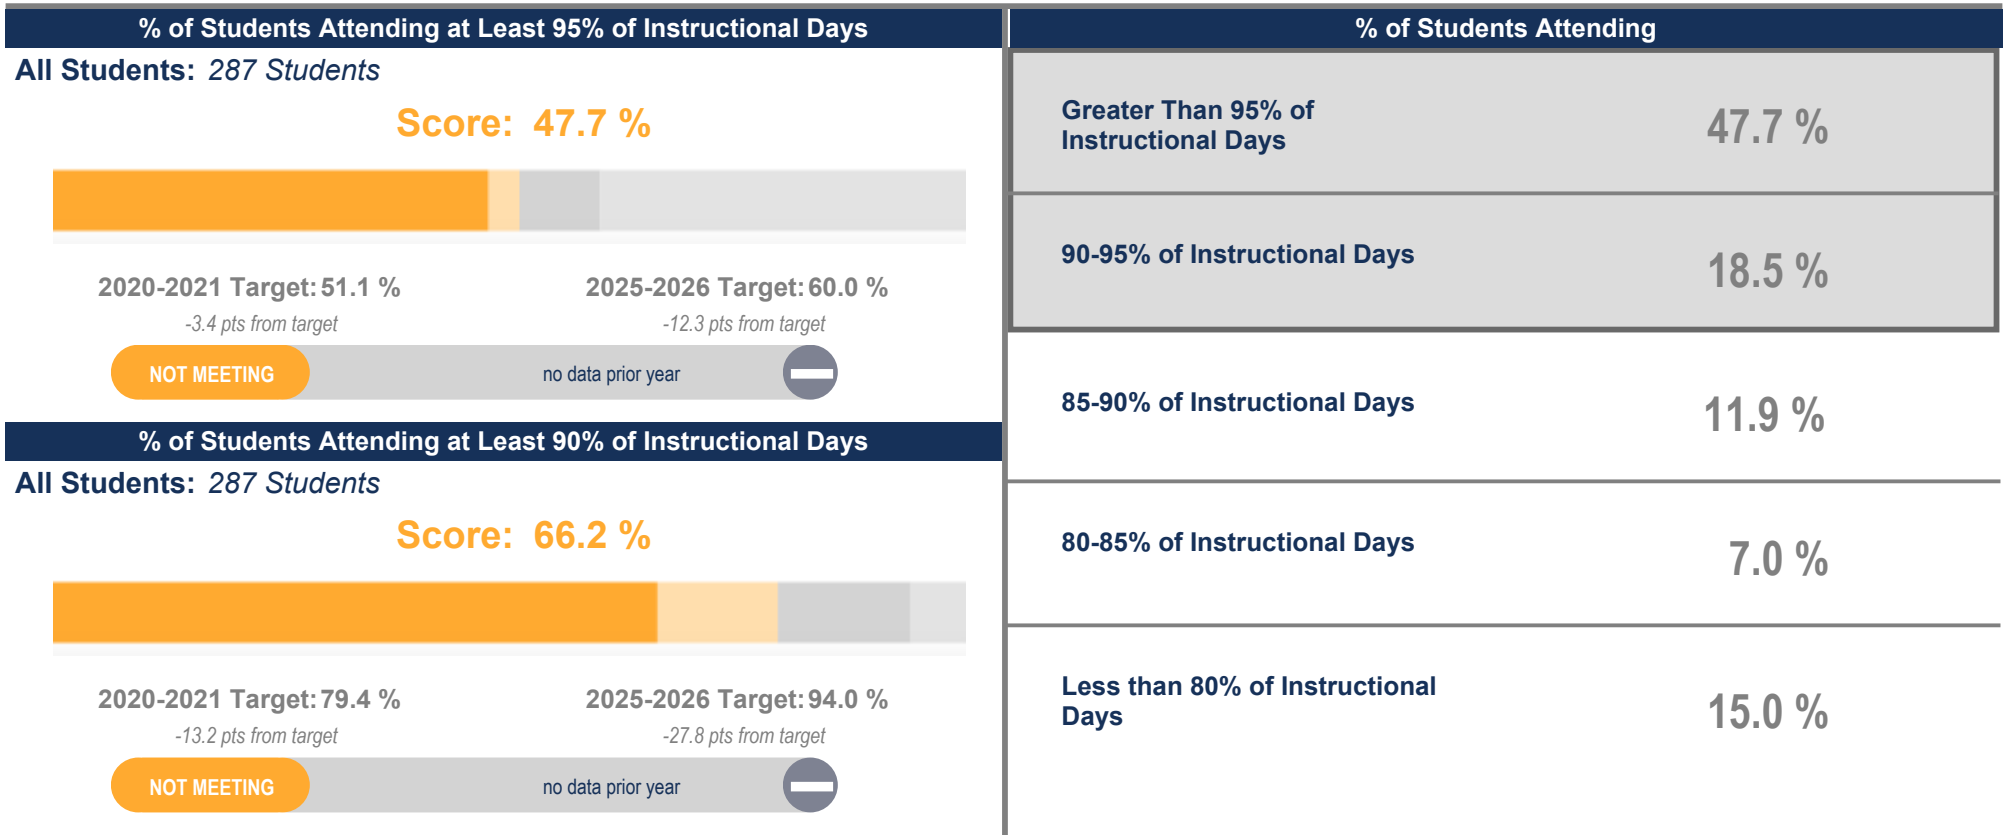 % of Students Attending at Least 95% of Instructional Days
All Students: 287 Students
Score: 47.7 %
2020-2021 Target: 51.1 %
-3.4 pts from target
2025-2026 Target: 60.0 %
-12.3 pts from target
NOT MEETING
no data prior year
% of Students Attending at Least 90% of Instructional Days
All Students: 287 Students
Score: 66.2 %
2020-2021 Target: 79.4 %
-13.2 pts from target
2025-2026 Target: 94.0 %
-27.8 pts from target
NOT MEETING
no data prior year
% of Students Attending
Greater Than 95% of
Instructional Days
47.7 %
90-95% of Instructional Days
18.5 %
85-90% of Instructional Days
11.9 %
80-85% of Instructional Days
7.0 %
Less than 80% of Instructional
Days
15.0 %